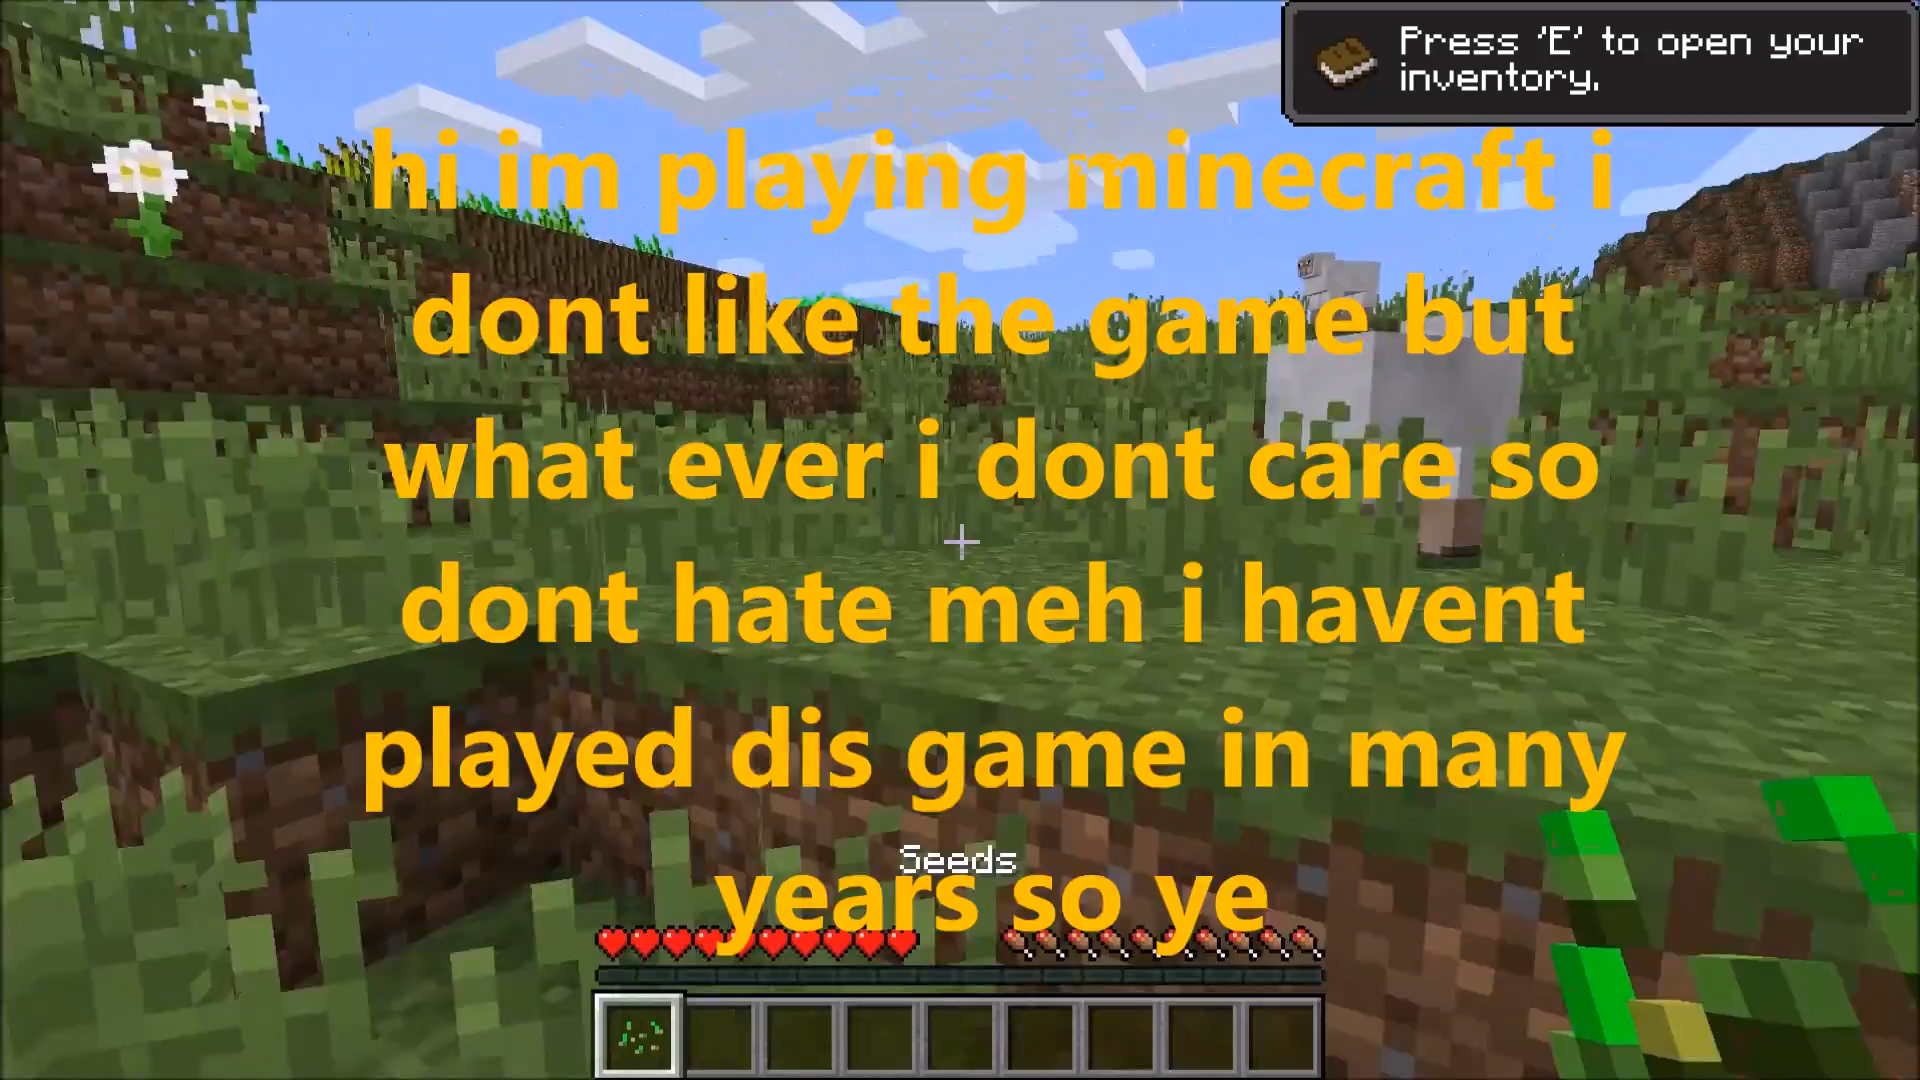 Press 'E' to open your
inventory.
hi im playing minecraft i
dont like the game but
what ever i dont care so
dont hate meh i havent
played dis game in many
Seeds
years so ye